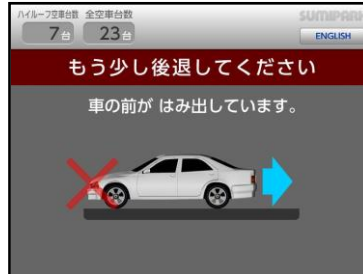 ハイルーフ空車台数 全空車台数
7台 23台
SUMIPARK
ENGLISH
もう少し後退してください
車の前が はみ出しています。